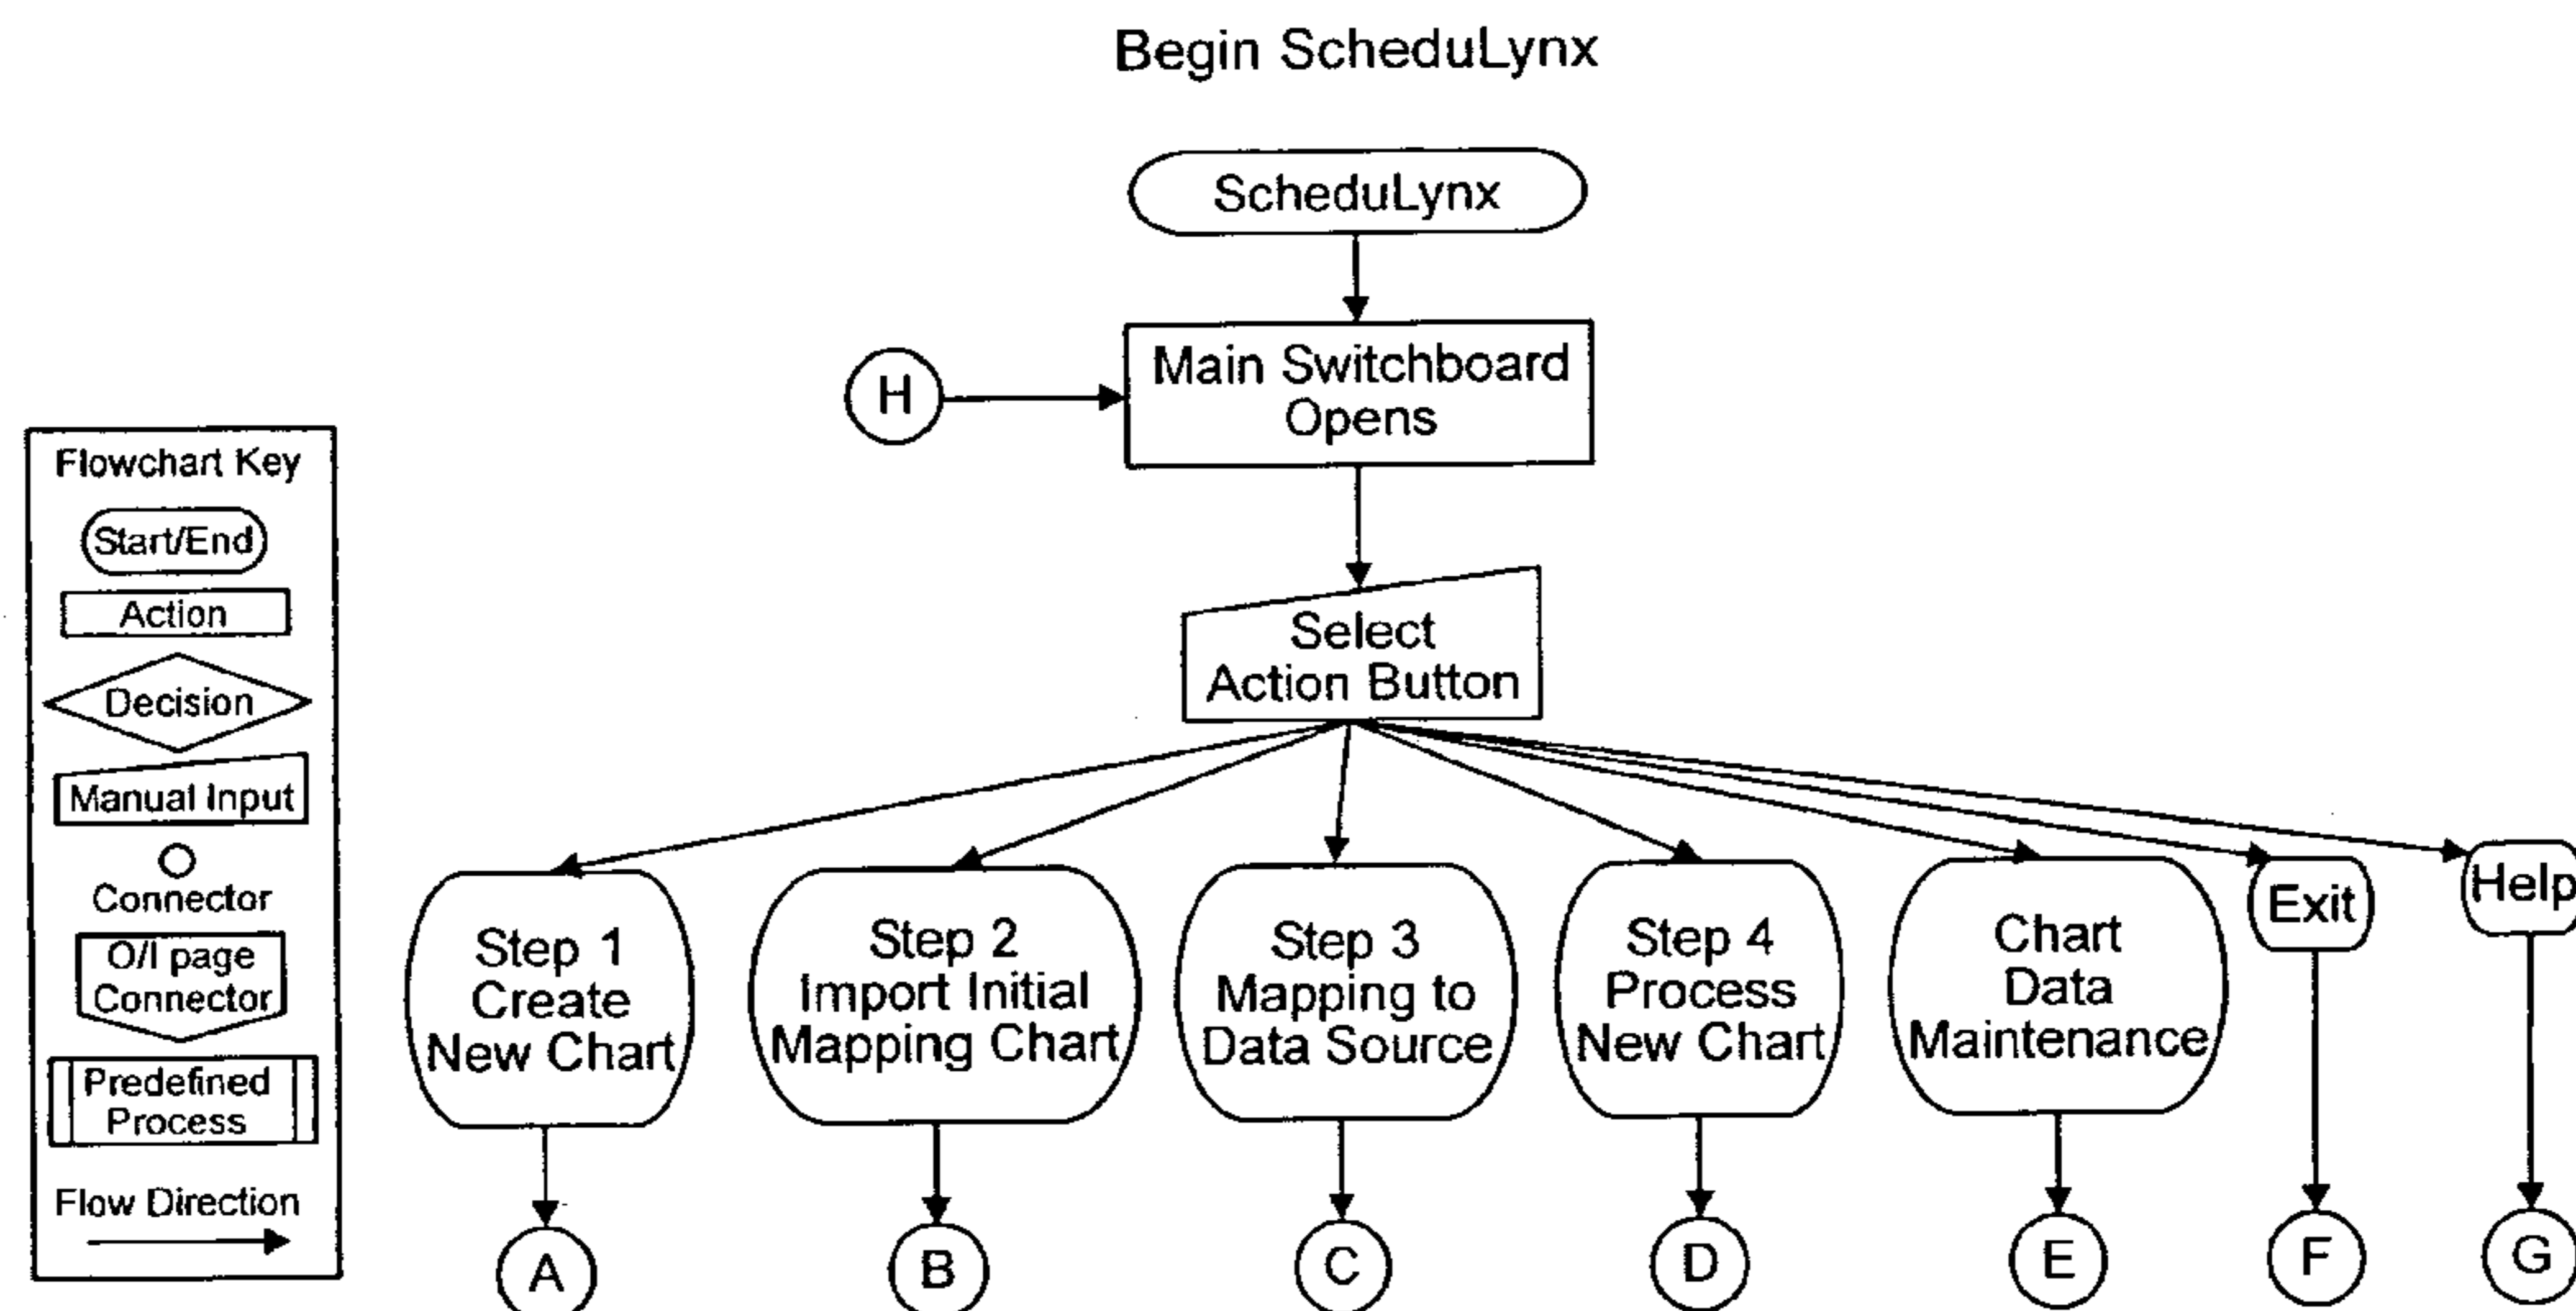 Begin ScheduLynx
ScheduLynx
Main Switchboard
Opens
H
Select
Action Button
Flowchart Key
Start/End
Action
Decision
Manual Input
Connector
O/I page
Connector
Predefined
Process
Flow Direction
Step 1
Create
New Chart
Step 2
Import Initial
Mapping Chart
Step 3
Mapping to
Data Source
Step 4
Process
New Chart
Chart
Data
Maintenance
Exit
Help
A
B
C
D
E
F
G